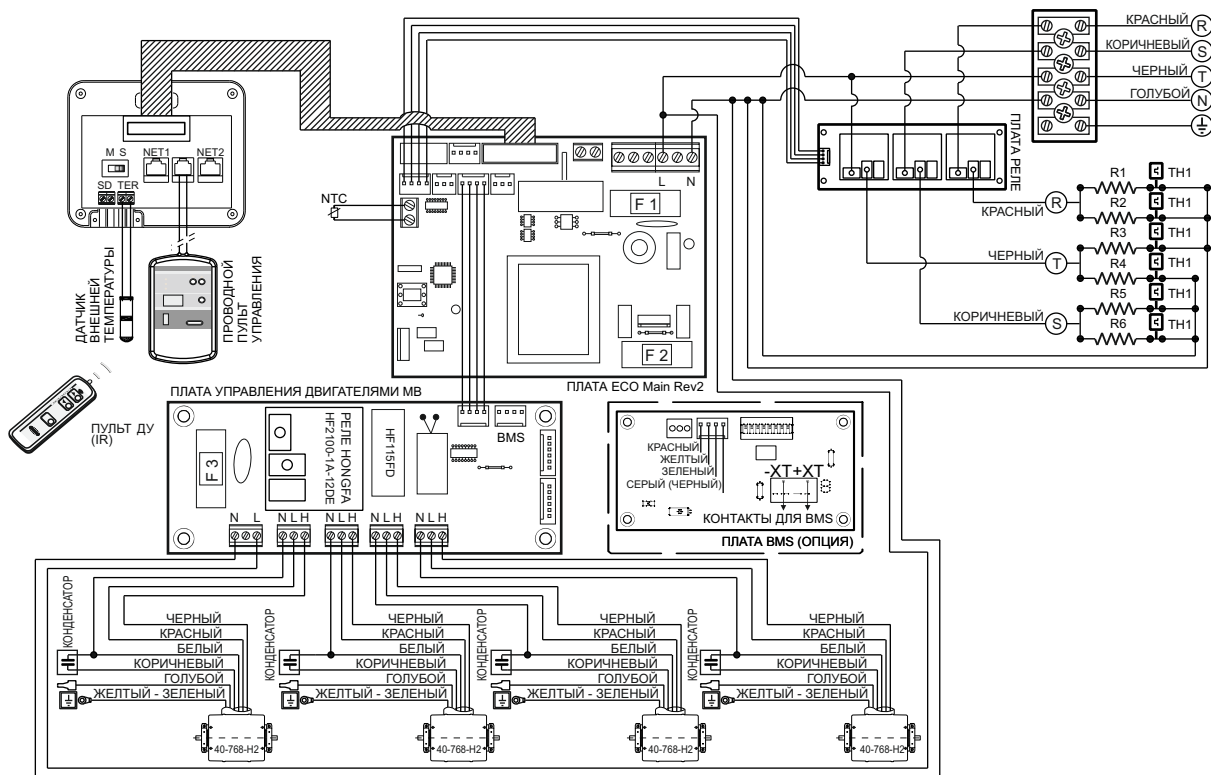 КРАСНЫЙ R
КОРИЧНЕВЫЙ S
ЧЕРНЫЙ T
ГОЛУБОЙ N
ПЛАТА РЕЛЕ
M S NET1 NET2
SD TER
NTC
L N
F 1
F 2
R1 TH1
R2 TH1
R3 TH1
R4 TH1
R5 TH1
R6 TH1
КРАСНЫЙ R
ЧЕРНЫЙ T
КОРИЧНЕВЫЙ S
ДАТЧИК
ВНЕШНЕЙ
ТЕМПЕРАТУРЫ
ПРОВОДНОЙ
ПУЛЬТ
УПРАВЛЕНИЯ
ПЛАТА ECO Main Rev2
ПУЛЬТ ДУ
(IR)
ПЛАТА УПРАВЛЕНИЯ ДВИГАТЕЛЯМИ MB
F 3
РЕЛЕ HONGFA
HF2100-1A-12DE
HF115FD
BMS
N L N L H N L H N L H N L H
КРАСНЫЙ
ЖЕЛТЫЙ
ЗЕЛЕНЫЙ
СЕРЫЙ (ЧЕРНЫЙ)
-XT+XT
КОНТАКТЫ ДЛЯ BMS
ПЛАТА BMS (ОПЦИЯ)
КОНДЕНСАТОР
ЧЕРНЫЙ
КРАСНЫЙ
БЕЛЫЙ
КОРИЧНЕВЫЙ
ГОЛУБОЙ
ЖЕЛТЫЙ - ЗЕЛЕНЫЙ
40-768-H2
КОНДЕНСАТОР
ЧЕРНЫЙ
КРАСНЫЙ
БЕЛЫЙ
КОРИЧНЕВЫЙ
ГОЛУБОЙ
ЖЕЛТЫЙ - ЗЕЛЕНЫЙ
40-768-H2
КОНДЕНСАТОР
ЧЕРНЫЙ
КРАСНЫЙ
БЕЛЫЙ
КОРИЧНЕВЫЙ
ГОЛУБОЙ
ЖЕЛТЫЙ - ЗЕЛЕНЫЙ
40-768-H2
КОНДЕНСАТОР
ЧЕРНЫЙ
КРАСНЫЙ
БЕЛЫЙ
КОРИЧНЕВЫЙ
ГОЛУБОЙ
ЖЕЛТЫЙ - ЗЕЛЕНЫЙ
40-768-H2